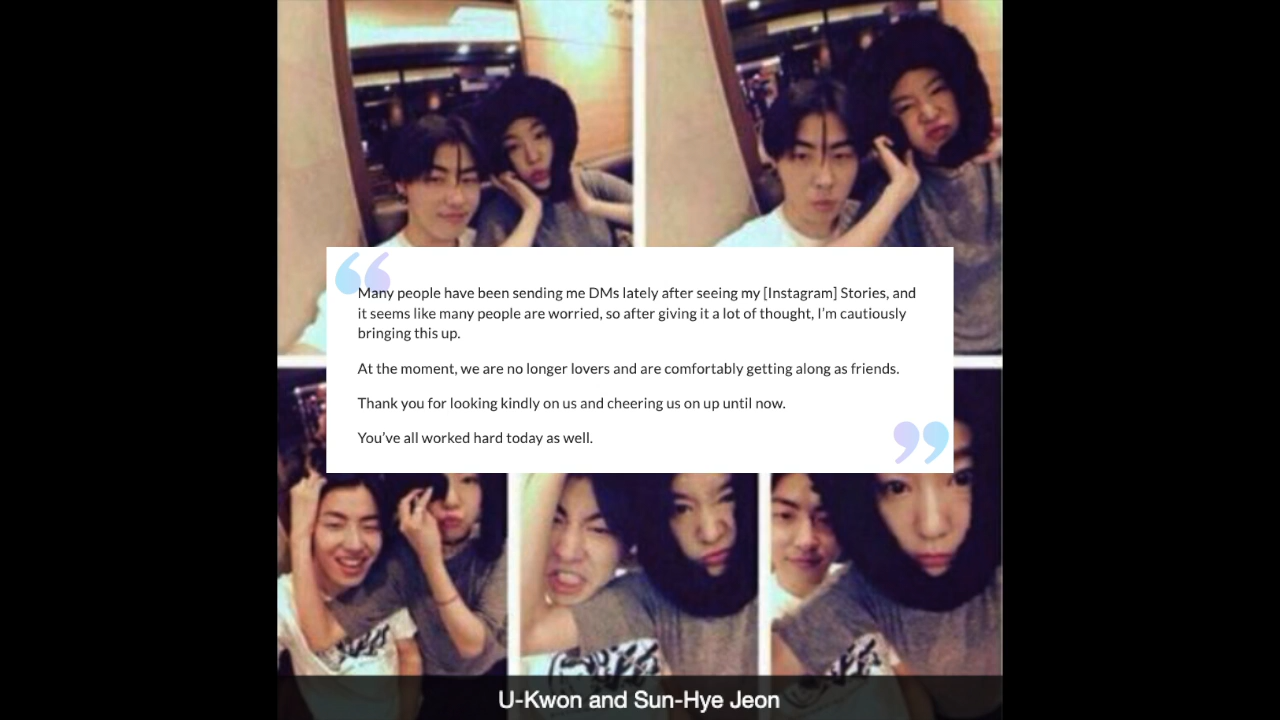 Many people have been sending me DMs lately after seeing my [Instagram] Stories, and
it seems like many people are worried, so after giving it a lot of thought, I’m cautiously
bringing this up.
At the moment, we are no longer lovers and are comfortably getting along as friends.
Thank you for looking kindly on us and cheering us on up until now.
You’ve all worked hard today as well.
U-Kwon and Sun-Hye Jeon